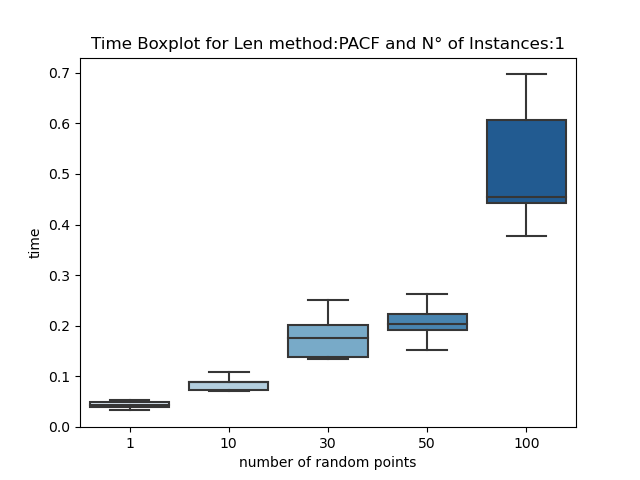 Time Boxplot for Len method:PACF and N° of Instances:1
0.7
0.6
0.5
0.4
0.3
0.2
0.1
0.0
time
1 10 30 50 100
number of random points